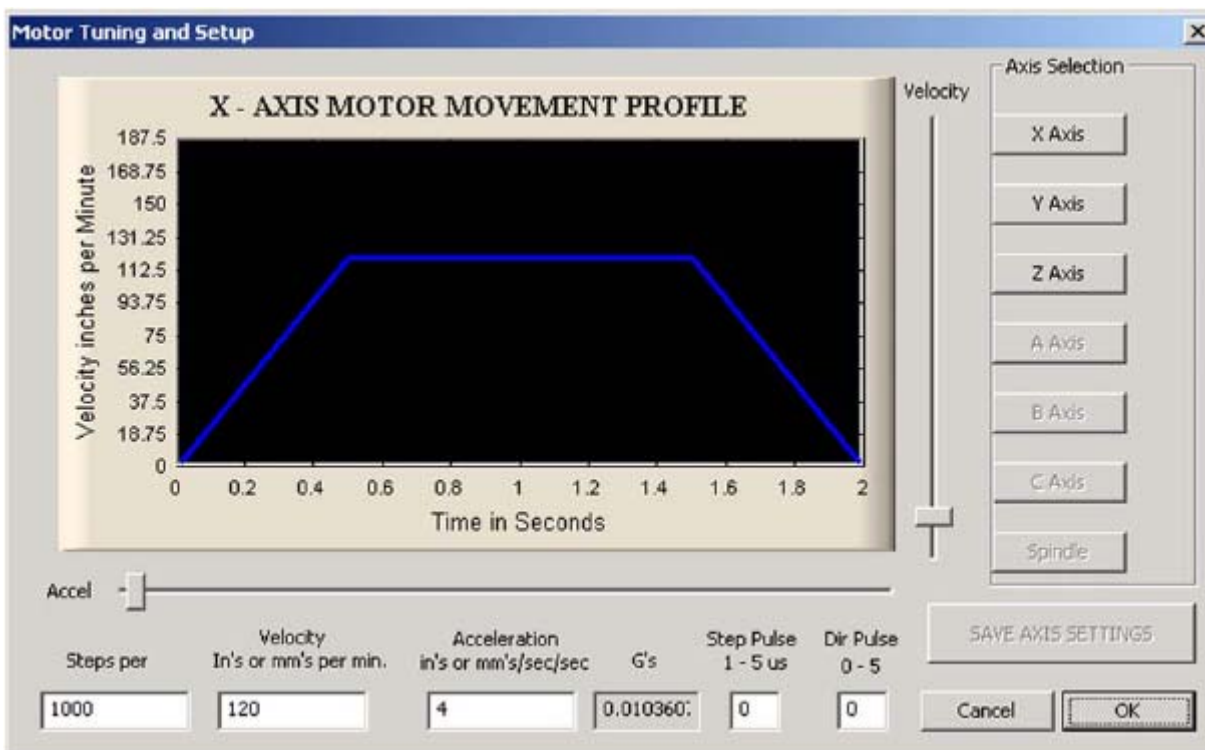 Motor Tuning and Setup
X - AXIS MOTOR MOVEMENT PROFILE
Velocity inches per Minute
187.5
168.75
150
131.25
112.5
93.75
75
56.25
37.5
18.75
0
0 0.2 0.4 0.6 0.8 1 1.2 1.4 1.6 1.8 2
Time in Seconds
Velocity
Axis Selection
X Axis
Y Axis
Z Axis
A Axis
B Axis
C Axis
Spindle
Accel
SAVE AXIS SETTINGS
Steps per
1000
Velocity
In's or mm's per min.
120
Acceleration
in's or mm's/sec/sec
4
G's
0.010360
Step Pulse
1 - 5 us
0
Dir Pulse
0 - 5
0
Cancel
OK